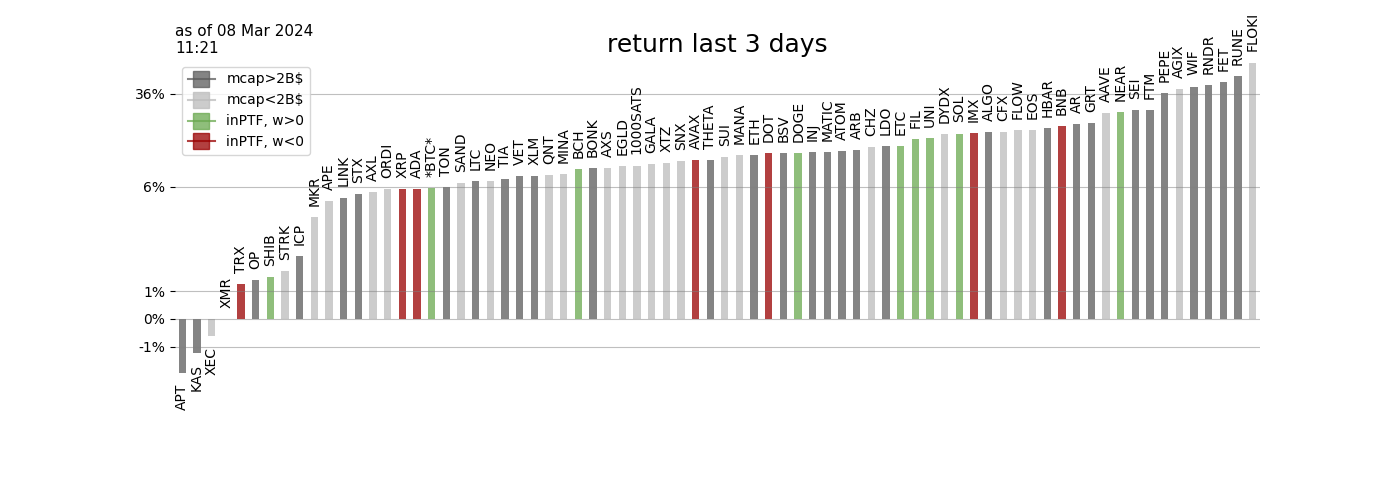 as of 08 Mar 2024
11:21
return last 3 days
mcap>2B$
mcap<2B$
inPTF, w>0
inPTF, w<0
36%
6%
1%
0%
-1%
APT
KAS
XEC
XMR
TRX
OP
SHIB
STRK
ICP
MKR
APE
LINK
STX
AXL
ORDI
XRP
ADA
*BTC*
TON
SAND
LTC
NEO
TIA
VET
XLM
QNT
MINA
BCH
BONK
AXS
EGLD
1000SATS
GALA
XTZ
SNX
AVAX
THETA
SUI
MANA
ETH
DOT
BSV
DOGE
INJ
MATIC
ATOM
ARB
CHZ
LDO
ETC
FIL
UNI
DYDX
SOL
IMX
ALGO
CFX
FLOW
EOS
HBAR
BNB
AR
GRT
AAVE
NEAR
SEI
FTM
PEPE
AGIX
WIF
RNDR
FET
RUNE
FLOKI